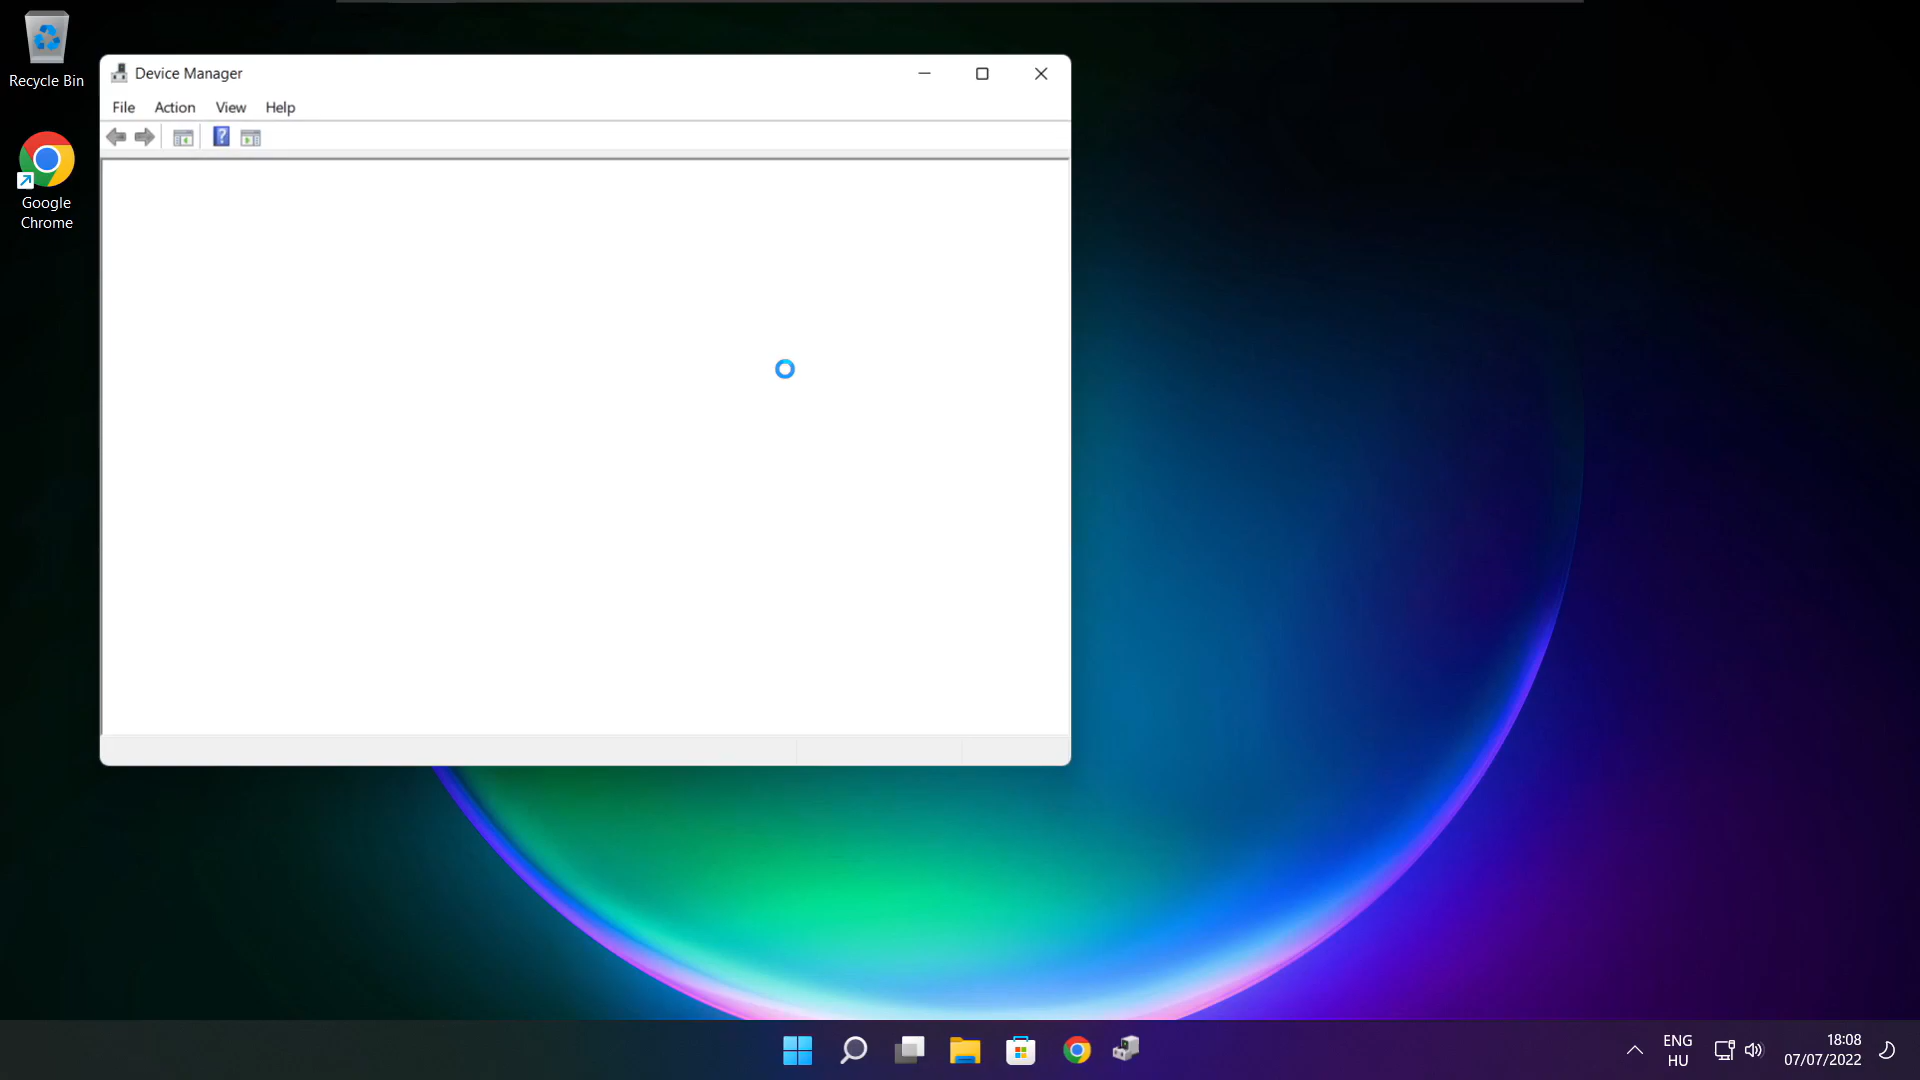 Recycle Bin
Google
Chrome
Device Manager
File Action View Help
?
ENG
HU
18:08
07/07/2022